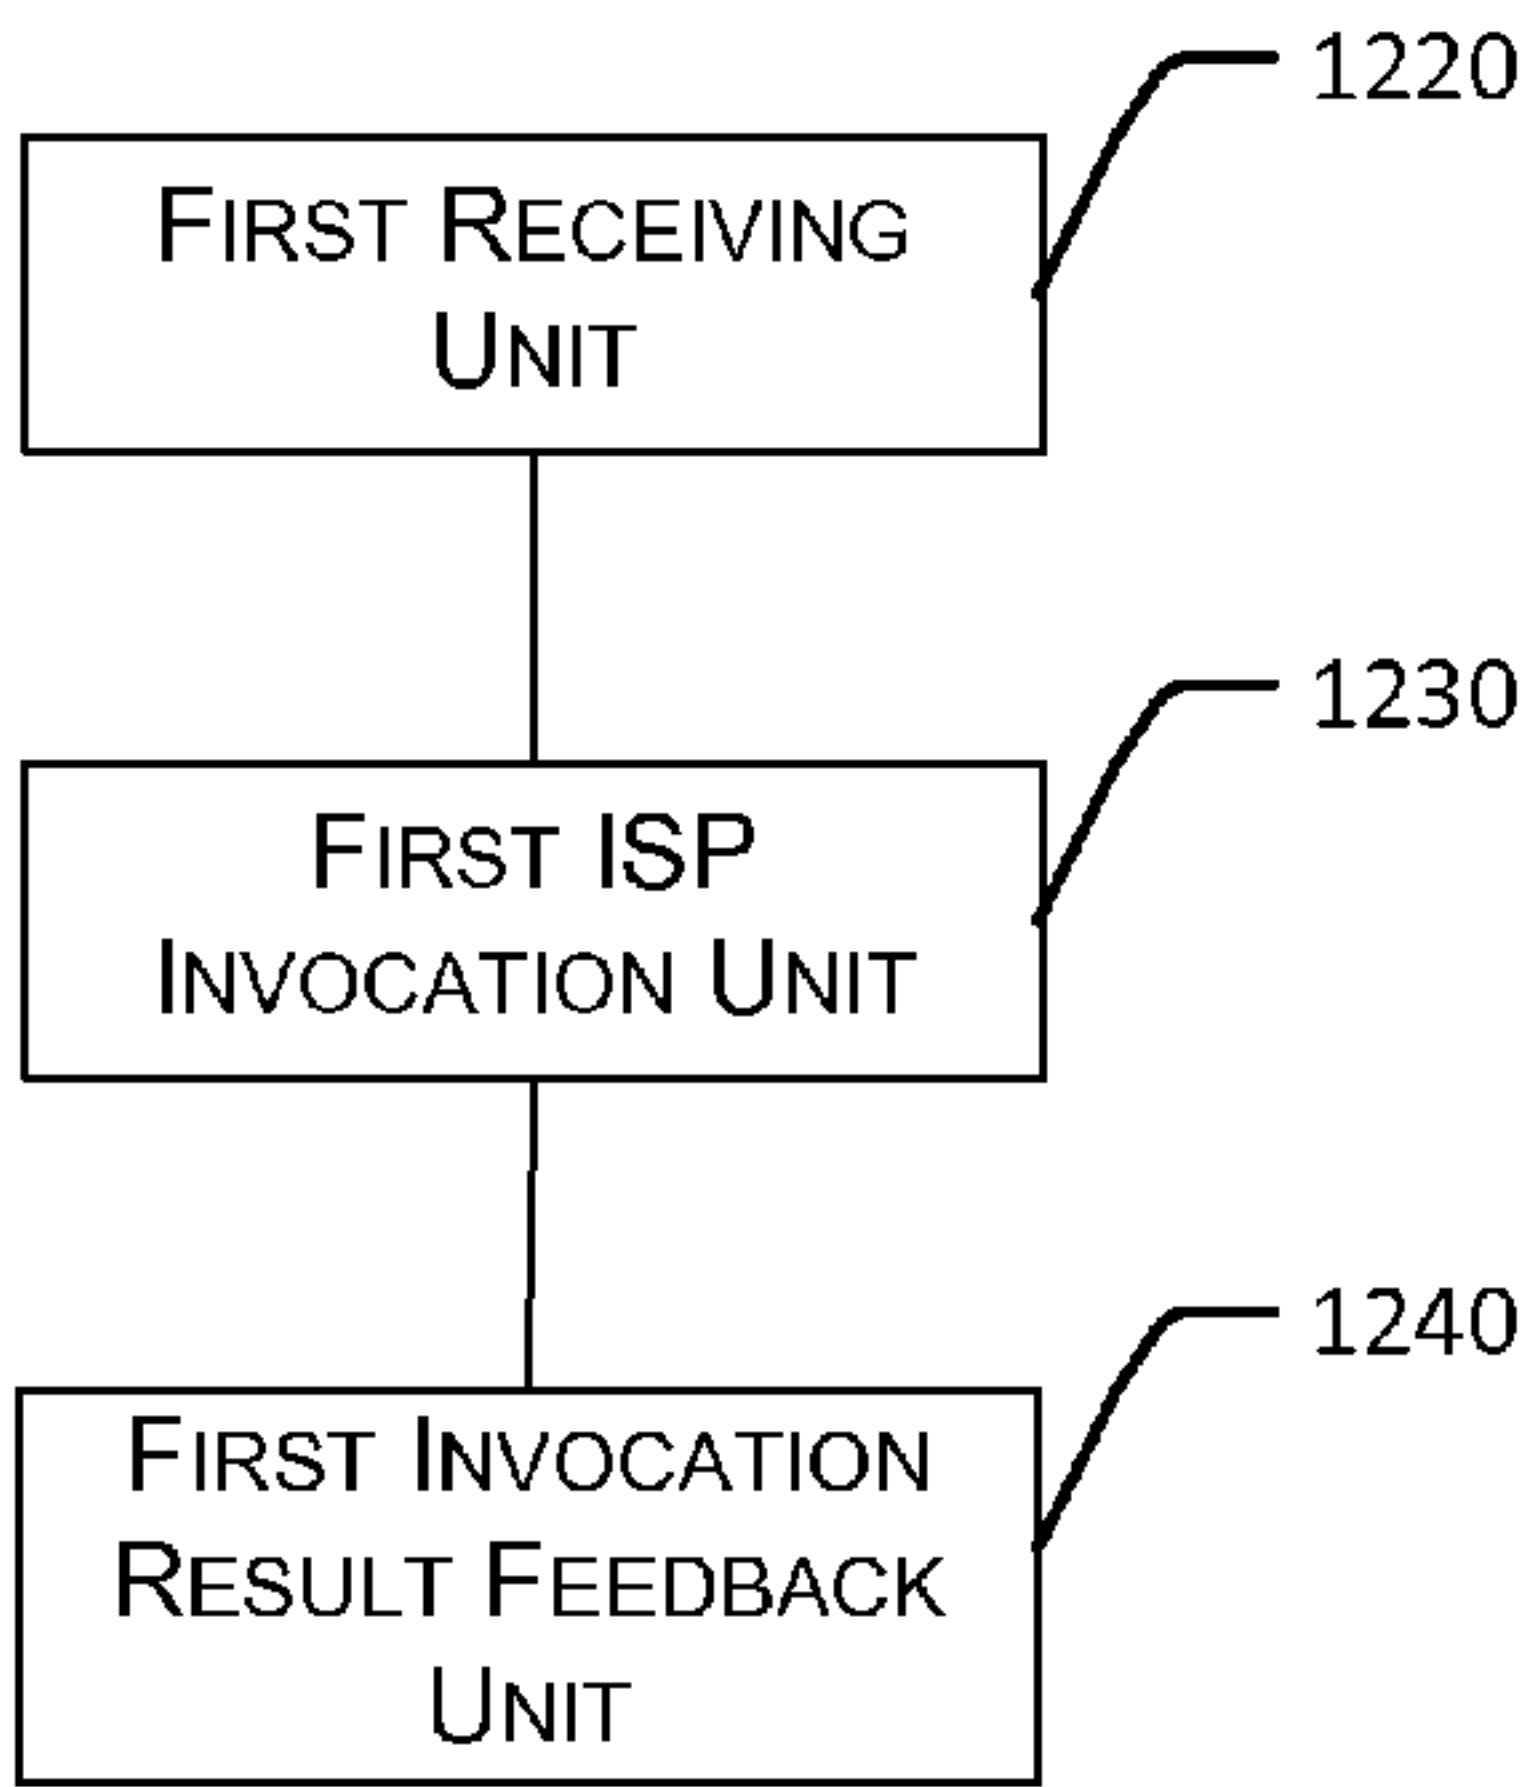 1220
FIRST RECEIVING
UNIT
1230
FIRST ISP
INVOCATION UNIT
1240
FIRST INVOCATION
RESULT FEEDBACK
UNIT